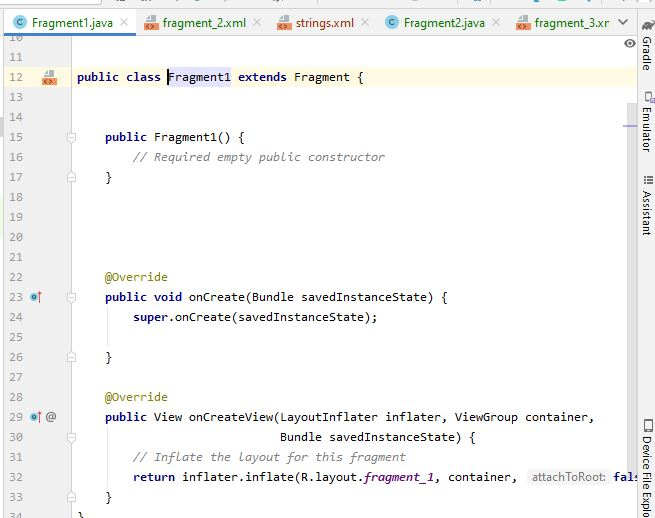 Fragment1.java fragment_2.xml strings.xml Fragment2.java fragment_3.xr
Gradle
Emulator
Assistant
Device File Explo
10
11
12 public class Fragment1 extends Fragment {
13
14
15 public Fragment1() {
16 // Required empty public constructor
17 }
18
19
20
21
22 @Override
23 public void onCreate(Bundle savedInstanceState) {
24 super.onCreate(savedInstanceState);
25
26 }
27
28 @Override
29 @ public View onCreateView(LayoutInflater inflater, ViewGroup container,
30 Bundle savedInstanceState) {
31 // Inflate the layout for this fragment
32 return inflater.inflate(R.layout.fragment_1, container, attachToRoot: fals
33 }
34 }